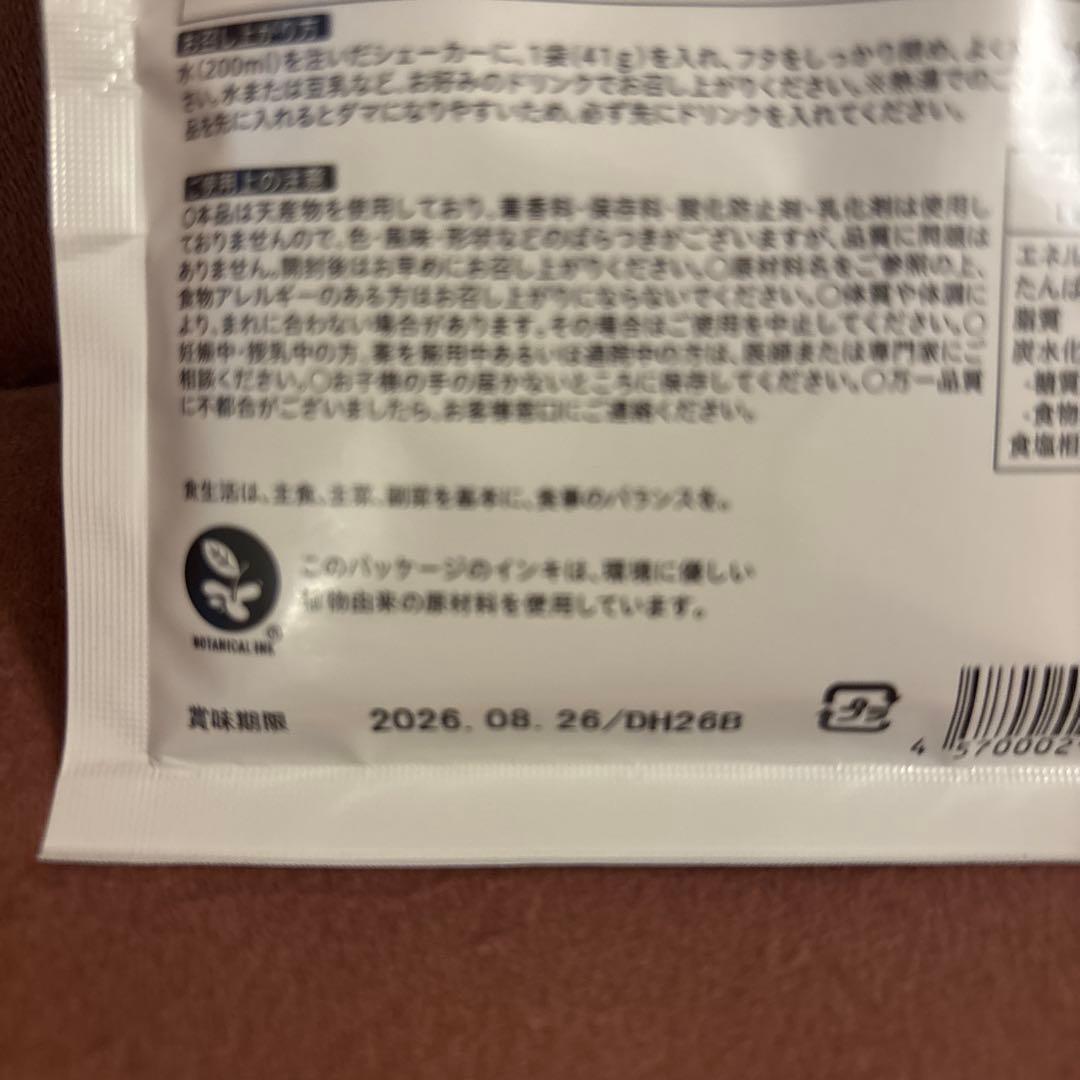 お召し上がり方
水(200ml)を注いだシェーカーに、1袋(41g)を入れ、フタをしっかり閉め、よく
さい。水または豆乳など、お好みのドリンクでお召し上がりください。※熱湯でのご
品を先に入れるとダマになりやすいため、必ず先にドリンクを入れてください。
ご使用上の注意
〇本品は天産物を使用しており、着香料・保存料・酸化防止剤・乳化剤は使用し
ておりませんので、色・風味・形状などのばらつきがございますが、品質に問題は
ありません。開封後はお早めにお召し上がりください。〇原材料名をご参照の上、
食物アレルギーのある方はお召し上がりにならないでください。〇体質や体調に
より、まれに合わない場合があります。その場合はご使用を中止してください。〇
妊娠中・授乳中の方、薬を服用中あるいは通院中の方は、医師または専門家にご
相談ください。〇お子様の手の届かないところに保存してください。〇万一品質
に不都合がございましたら、お客様窓口にご連絡ください。
エネル
たんぱ
脂質
炭水化
-糖質
-食物
食塩相
食生活は、主食、主菜、副菜を基本に、食事のバランスを。
このパッケージのインキは、環境に優しい
植物由来の原材料を使用しています。
BOTANICAL INK
賞味期限 2026. 08. 26/DH26B
プラ
4 570002